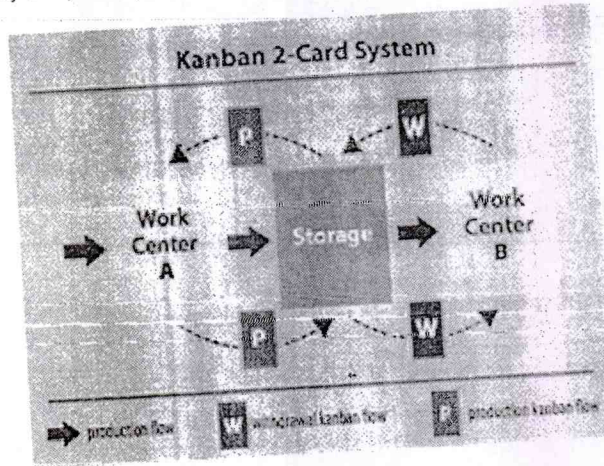 Kanban 2-Card System
P
W
Work
Center
A
Storage
Work
Center
B
P
W
production flow
W
withdrawal kanban flow
P
production kanban flow